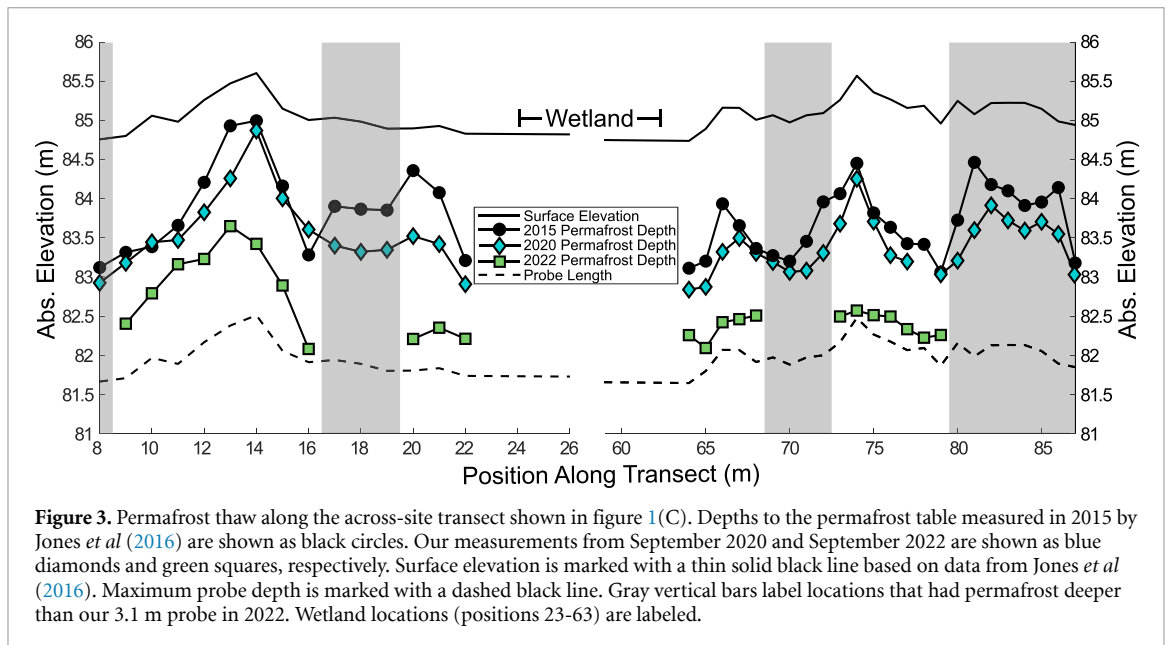 86
85.5
85
84.5
84
83.5
83
82.5
82
81.5
81
Abs. Elevation (m)
Wetland
Surface Elevation
2015 Permafrost Depth
2020 Permafrost Depth
2022 Permafrost Depth
Probe Length
86
85.5
85
84.5
84
83.5
83
82.5
82
81.5
81
Abs. Elevation (m)
8 10 12 14 16 18 20 22 24 26 60 65 70 75 80 85
Position Along Transect (m)
Figure 3. Permafrost thaw along the across-site transect shown in figure 1(C). Depths to the permafrost table measured in 2015 by
Jones et al (2016) are shown as black circles. Our measurements from September 2020 and September 2022 are shown as blue
diamonds and green squares, respectively. Surface elevation is marked with a thin solid black line based on data from Jones et al
(2016). Maximum probe depth is marked with a dashed black line. Gray vertical bars label locations that had permafrost deeper
than our 3.1 m probe in 2022. Wetland locations (positions 23-63) are labeled.